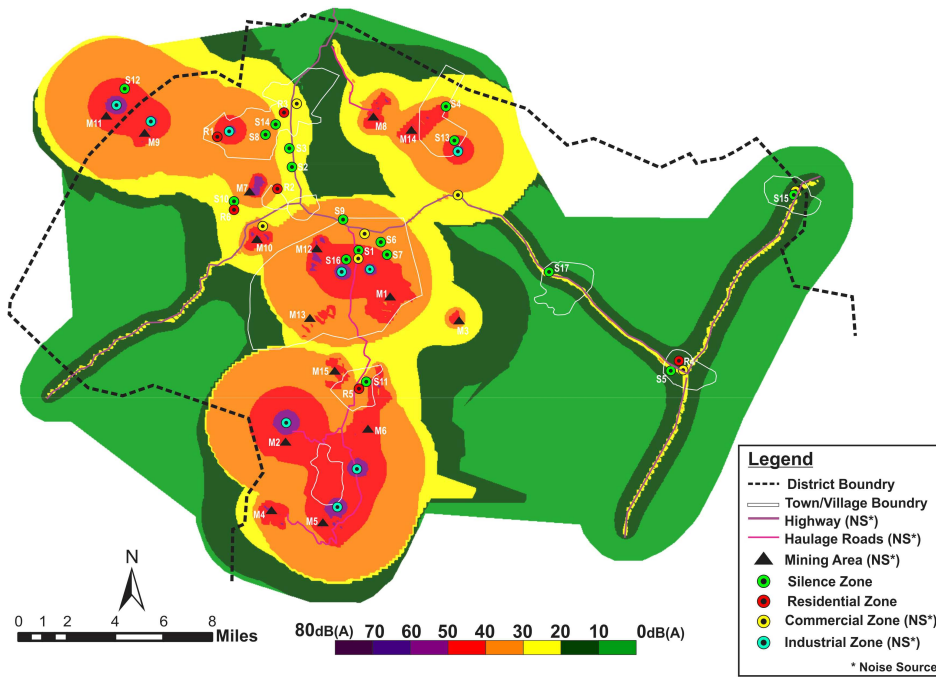 S12
M11
M9
R1
S14
S8
S3
M7
R2
M8
M14
S4
S13
S15
S9
M10
S6
M12
S1
S7
S16
M1
S17
M13
M3
M15
S11
R5
R4
S5
M2
M6
M4
M5
N
0 2 4 6 8
Miles
80dB(A) 70 60 50 40 30 20 10 0dB(A)
Legend
District Boundry
Town/Village Boundry
Highway (NS*)
Haulage Roads (NS*)
Mining Area (NS*)
Silence Zone
Residential Zone
Commercial Zone (NS*)
Industrial Zone (NS*)
* Noise Source